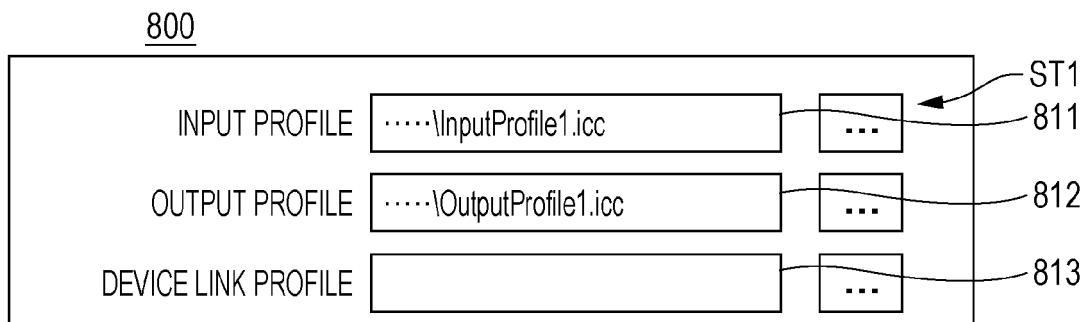 800
ST1
INPUT PROFILE ·····\InputProfile1.icc ... 811
OUTPUT PROFILE ·····\OutputProfile1.icc ... 812
DEVICE LINK PROFILE ... 813